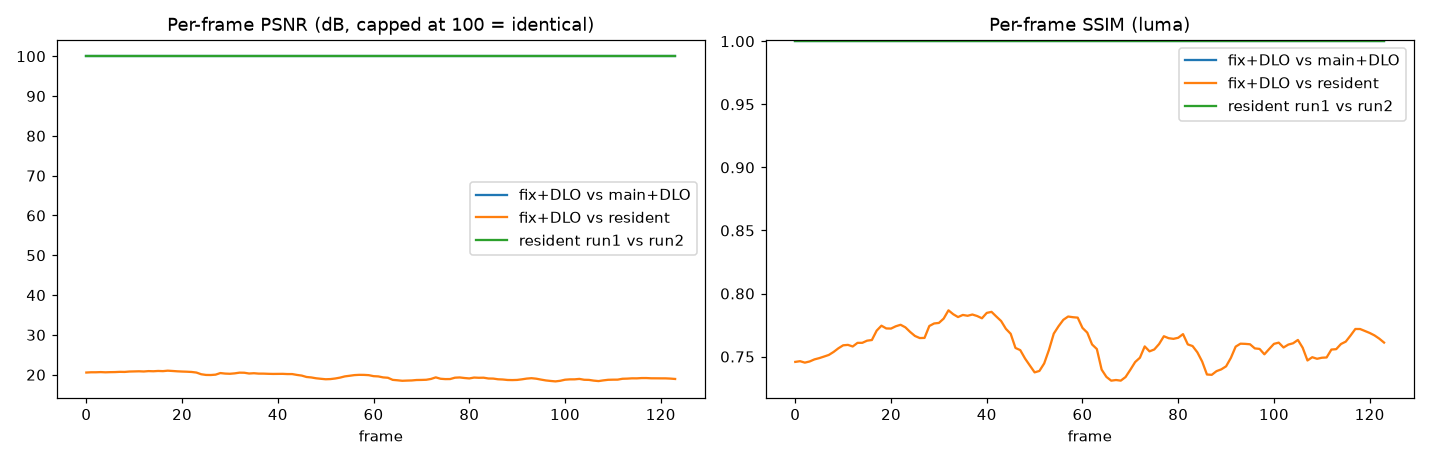 Per-frame PSNR (dB, capped at 100 = identical)
100
90
80
70
60
50
40
30
20
fix+DLO vs main+DLO
fix+DLO vs resident
resident run1 vs run2
0 20 40 60 80 100 120
frame
Per-frame SSIM (luma)
1.00
0.95
0.90
0.85
0.80
0.75
fix+DLO vs main+DLO
fix+DLO vs resident
resident run1 vs run2
0 20 40 60 80 100 120
frame